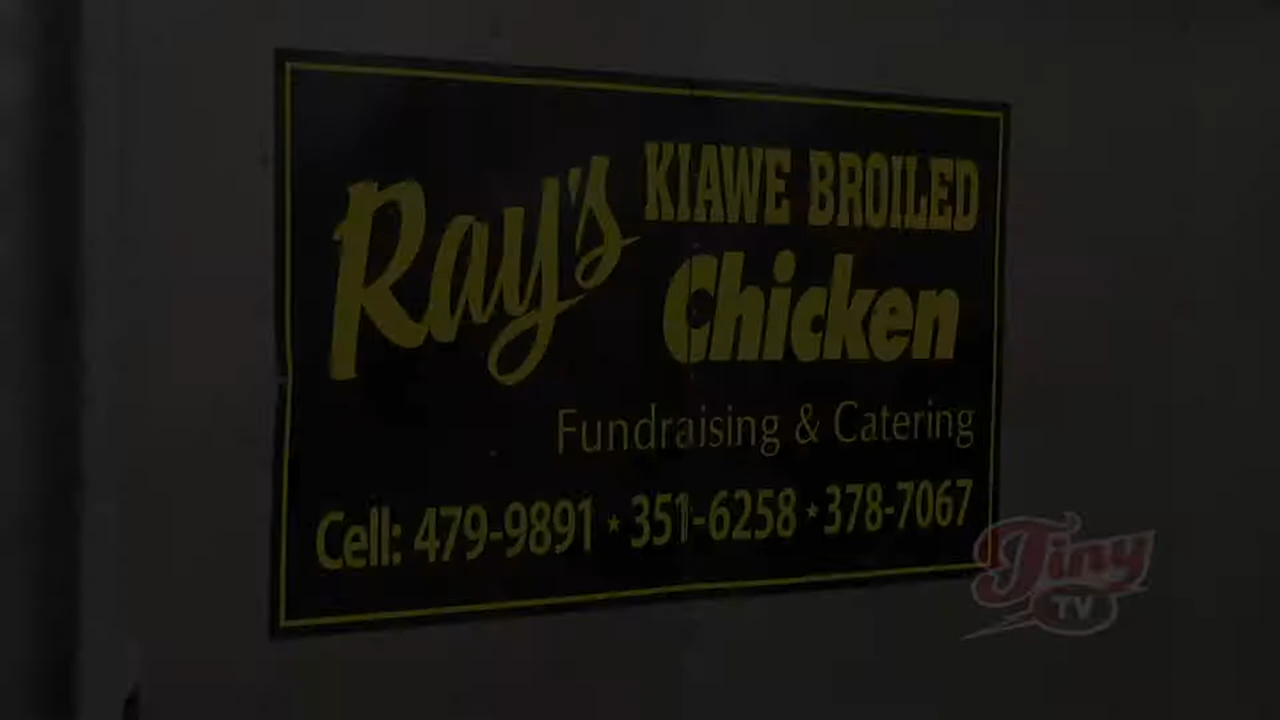 Ray's KIAWE BROILED
Chicken
Fundraising & Catering
Cell: 479-9891 * 351-6258 * 378-7067
Tiny
TV